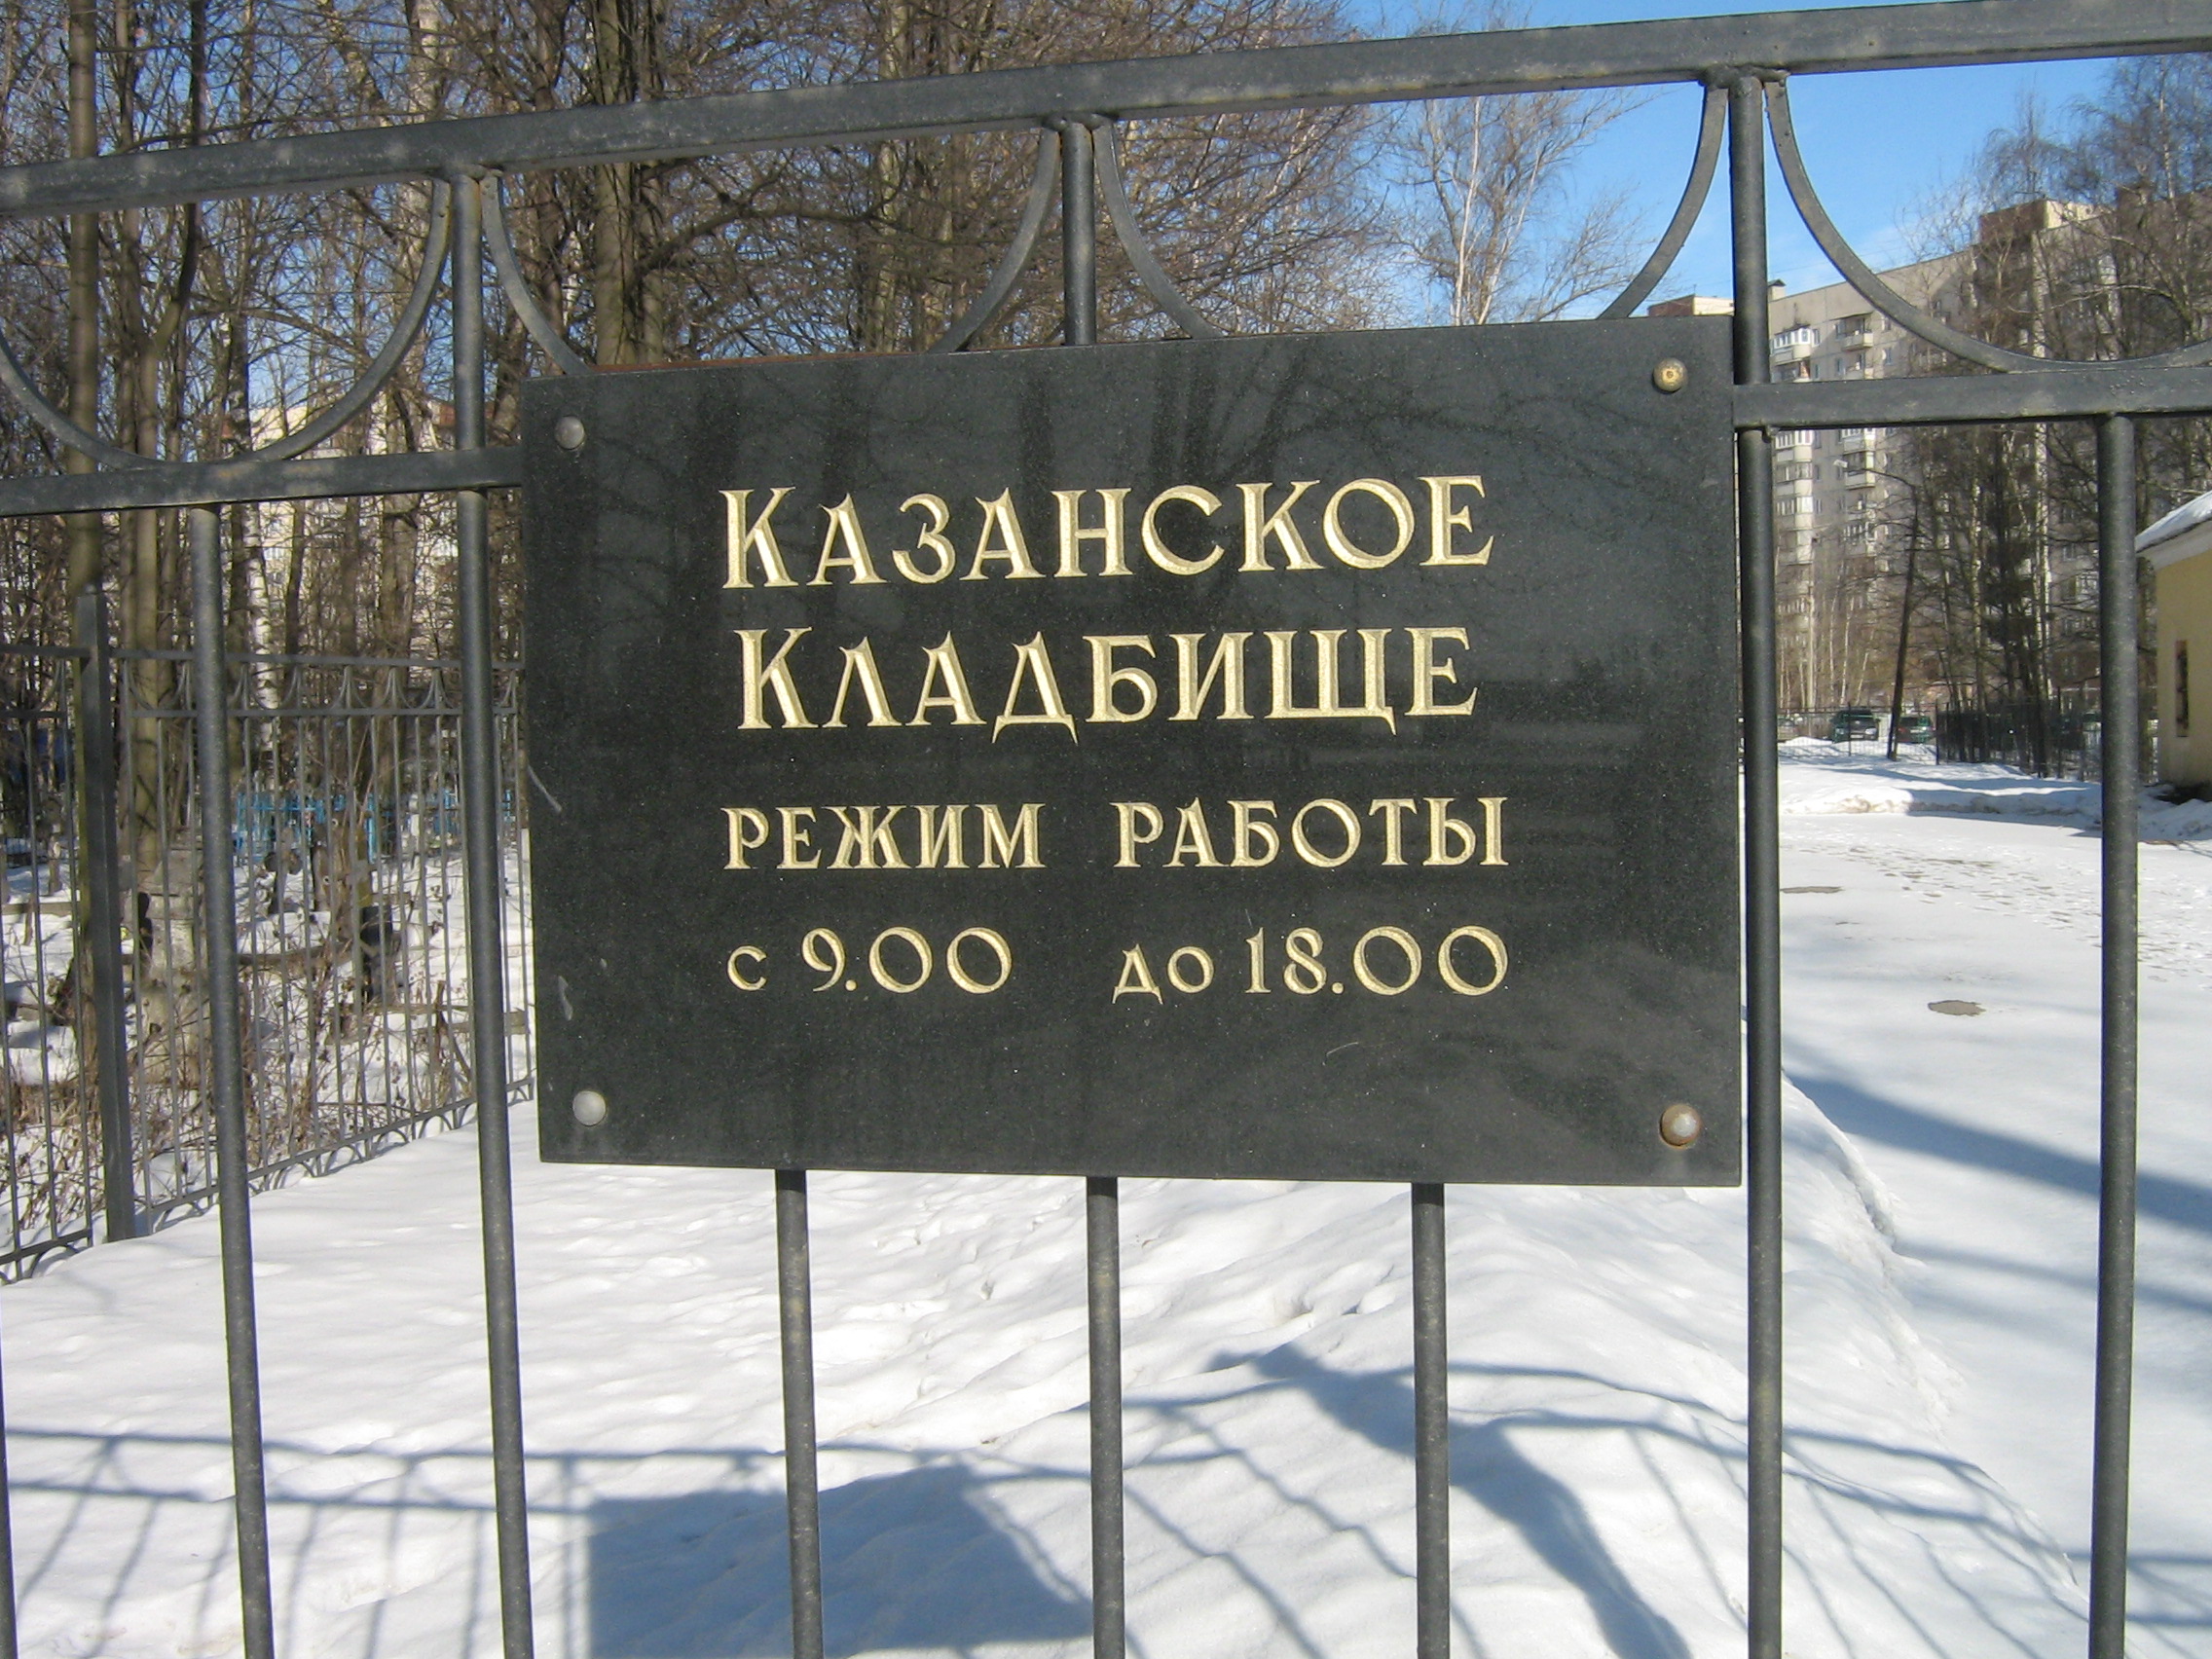 КАЗАНСКОЕ
КЛАДБИЩЕ
РЕЖИМ РАБОТЫ
с 9.00 до 18.00